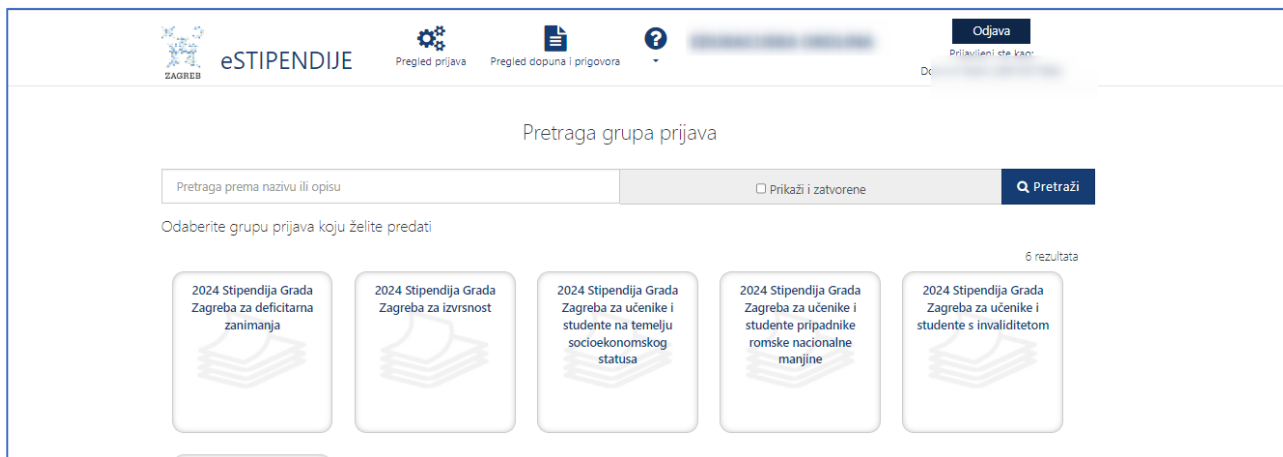 ZAGREB
eSTIPENDIJE
Pregled prijava
Pregled dopuna i prigovora
Odjava
Prijavljeni ste kao:
Pretraga grupa prijava
Pretraga prema nazivu ili opisu
Prikaži i zatvorene
Pretraži
Odaberite grupu prijava koju želite predati
6 rezultata
2024 Stipendija Grada
Zagreba za deficitarna
zanimanja
2024 Stipendija Grada
Zagreba za izvrsnost
2024 Stipendija Grada
Zagreba za učenike i
studente na temelju
socioekonomskog
statusa
2024 Stipendija Grada
Zagreba za učenike i
studente pripadnike
romske nacionalne
manjine
2024 Stipendija Grada
Zagreba za učenike i
studente s invaliditetom